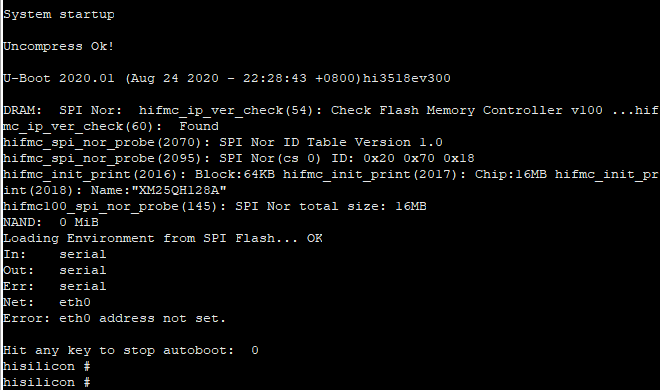 System startup
Uncompress Ok!
U-Boot 2020.01 (Aug 24 2020 - 22:28:43 +0800)hi3518ev300
DRAM:  SPI Nor:  hifmc_ip_ver_check(54): Check Flash Memory Controller v100 ...hif
mc_ip_ver_check(60):  Found
hifmc_spi_nor_probe(2070): SPI Nor ID Table Version 1.0
hifmc_spi_nor_probe(2095): SPI Nor(cs 0) ID: 0x20 0x70 0x18
hifmc_init_print(2016): Block:64KB hifmc_init_print(2017): Chip:16MB hifmc_init_pr
int(2018): Name:"XM25QH128A"
hifmc100_spi_nor_probe(145): SPI Nor total size: 16MB
NAND:  0 MiB
Loading Environment from SPI Flash... OK
In:    serial
Out:   serial
Err:   serial
Net:   eth0
Error: eth0 address not set.
Hit any key to stop autoboot:  0
hisilicon #
hisilicon #